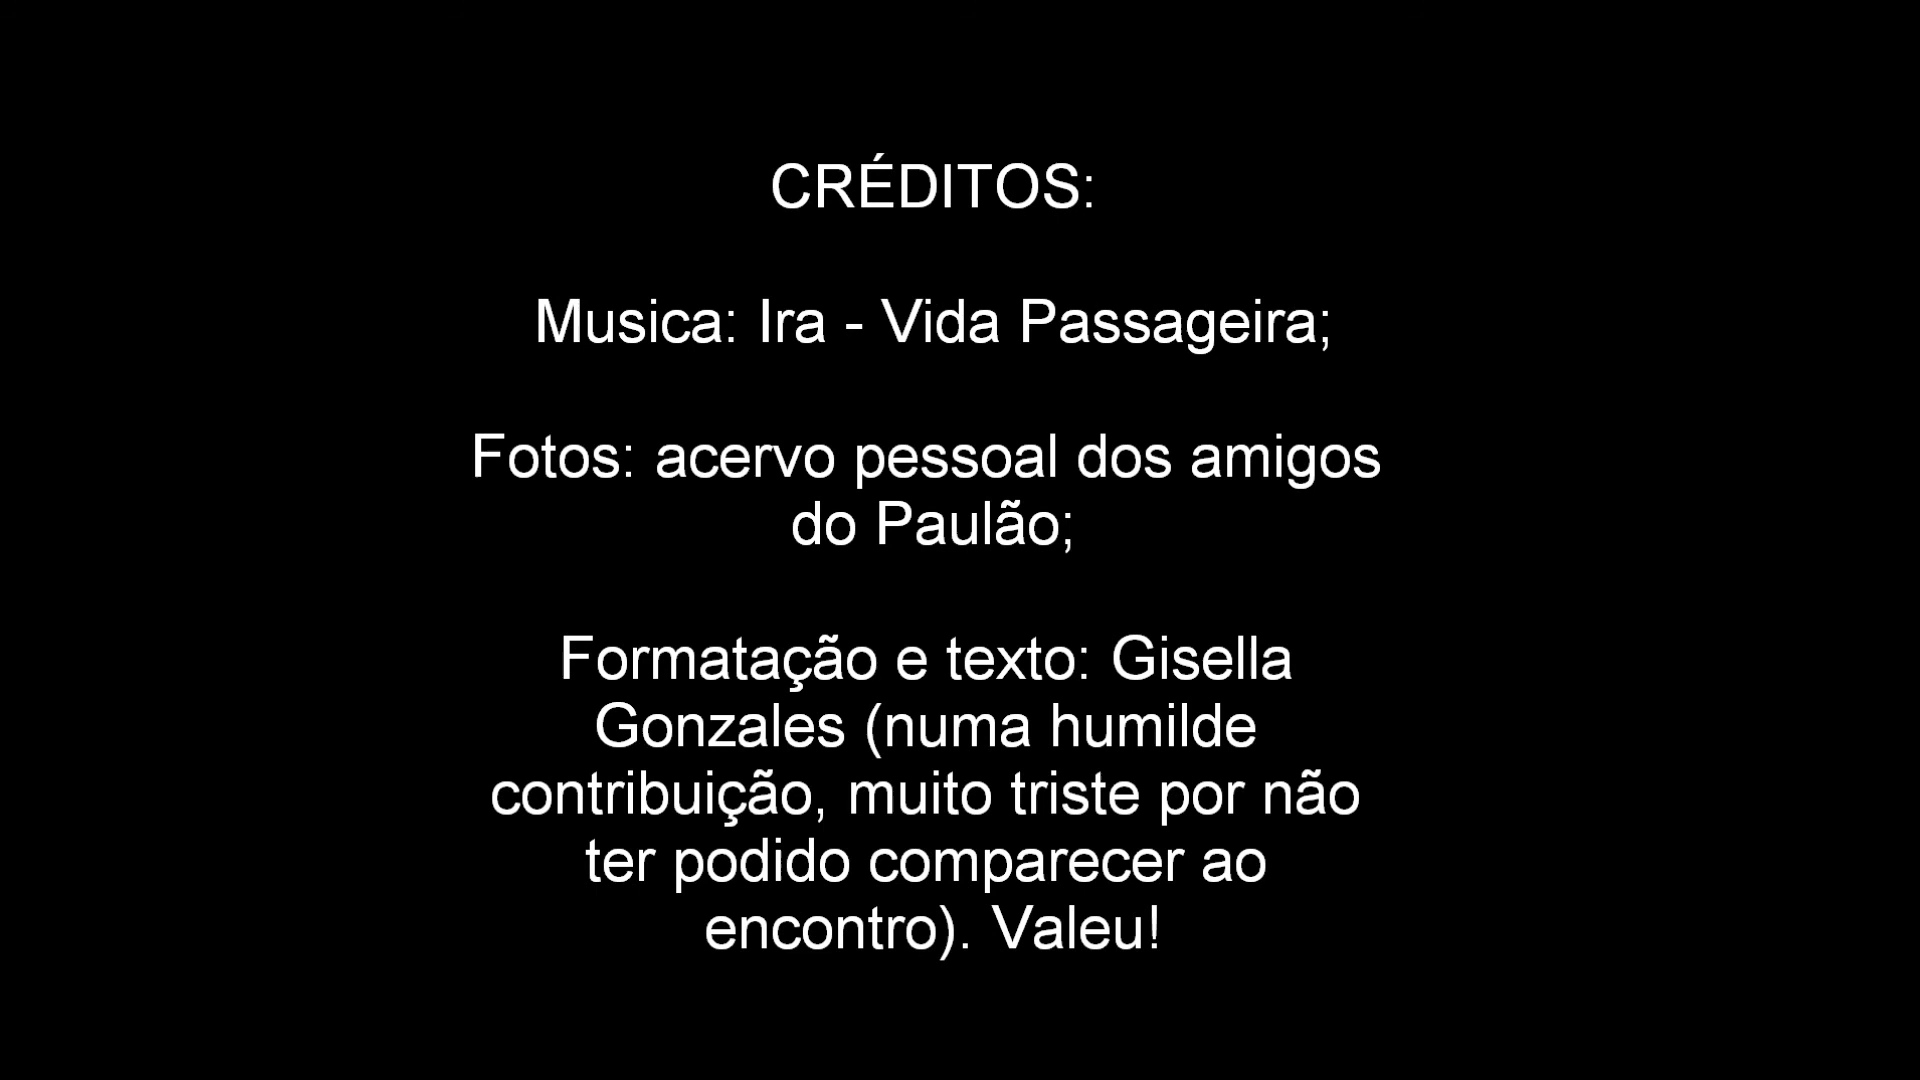 CRÉDITOS:
Musica: Ira - Vida Passageira;
Fotos: acervo pessoal dos amigos
do Paulão;
Formatação e texto: Gisella
Gonzales (numa humilde
contribuição, muito triste por não
ter podido comparecer ao
encontro). Valeu!